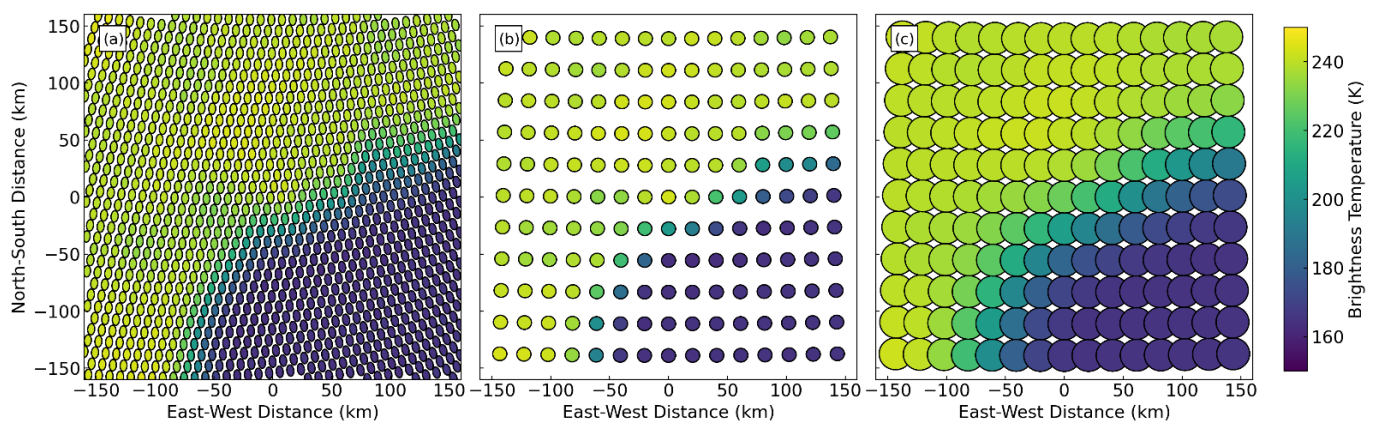 (a)
(b)
(c)
150
100
50
0
−50
−100
−150
North-South Distance (km)
−150 −100 −50 0 50 100 150
East-West Distance (km)
−150 −100 −50 0 50 100 150
East-West Distance (km)
−150 −100 −50 0 50 100 150
East-West Distance (km)
240
220
200
180
160
Brightness Temperature (K)